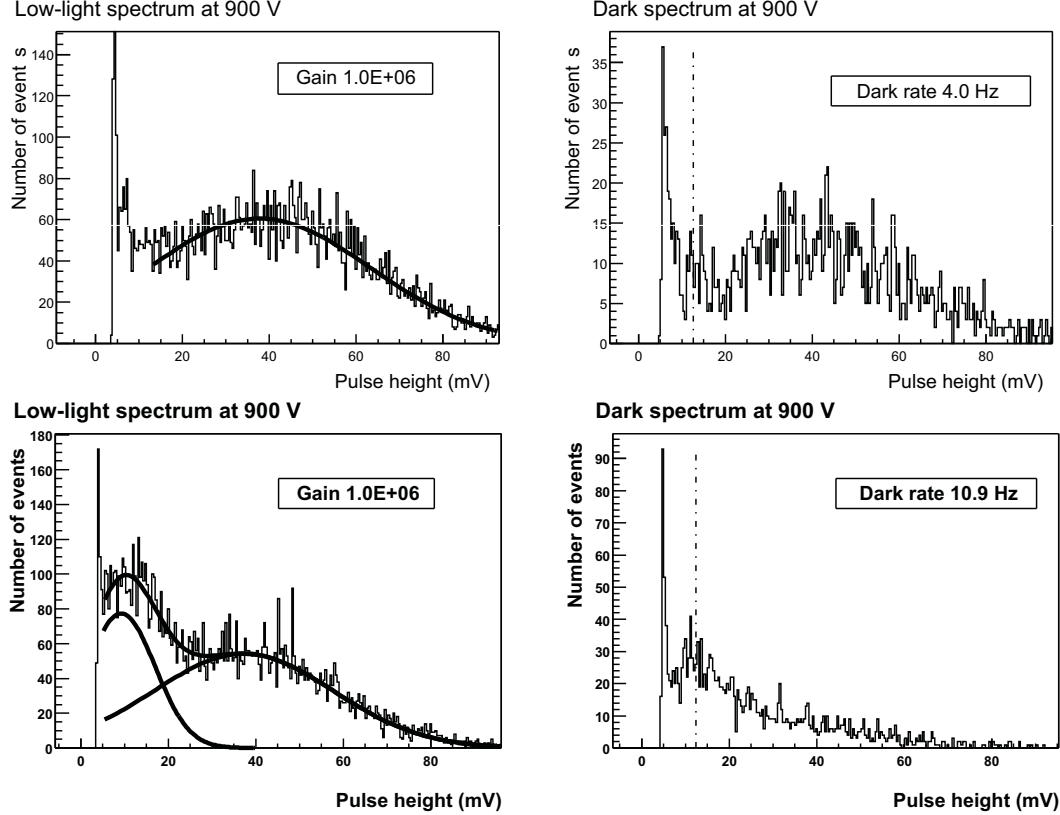 Low-light spectrum at 900 V
Number of event s
140
120
100
80
60
40
20
0
Gain 1.0E+06
0 20 40 60 80
Pulse height (mV)
Dark spectrum at 900 V
Number of event s
35
30
25
20
15
10
5
0
Dark rate 4.0 Hz
0 20 40 60 80
Pulse height (mV)
Low-light spectrum at 900 V
Number of events
180
160
140
120
100
80
60
40
20
0
Gain 1.0E+06
0 20 40 60 80
Pulse height (mV)
Dark spectrum at 900 V
Number of events
90
80
70
60
50
40
30
20
10
0
Dark rate 10.9 Hz
0 20 40 60 80
Pulse height (mV)